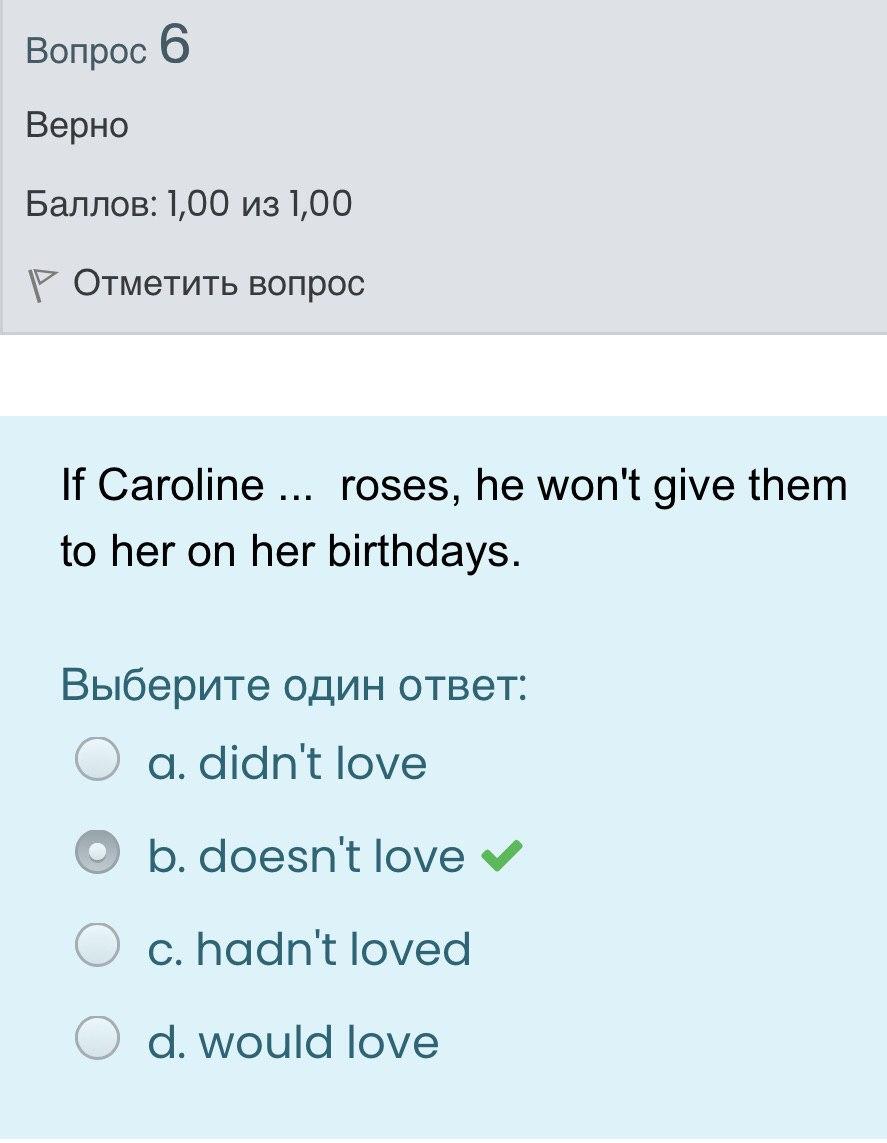 Вопрос 6
Верно
Баллов: 1,00 из 1,00
Отметить вопрос
If Caroline ... roses, he won't give them
to her on her birthdays.
Выберите один ответ:
a. didn't love
b. doesn't love
c. hadn't loved
d. would love